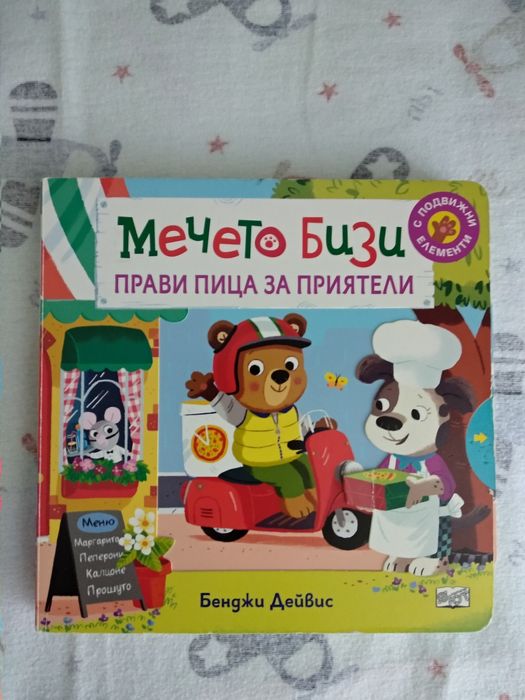 Мечето Бизи
ПРАВИ ПИЦА ЗА ПРИЯТЕЛИ
С ПОДВИЖНИ
ЕЛЕМЕНТИ
Меню
Маргарита
Пеперони
Калцоне
Прошуто
Бенджи Дейвис